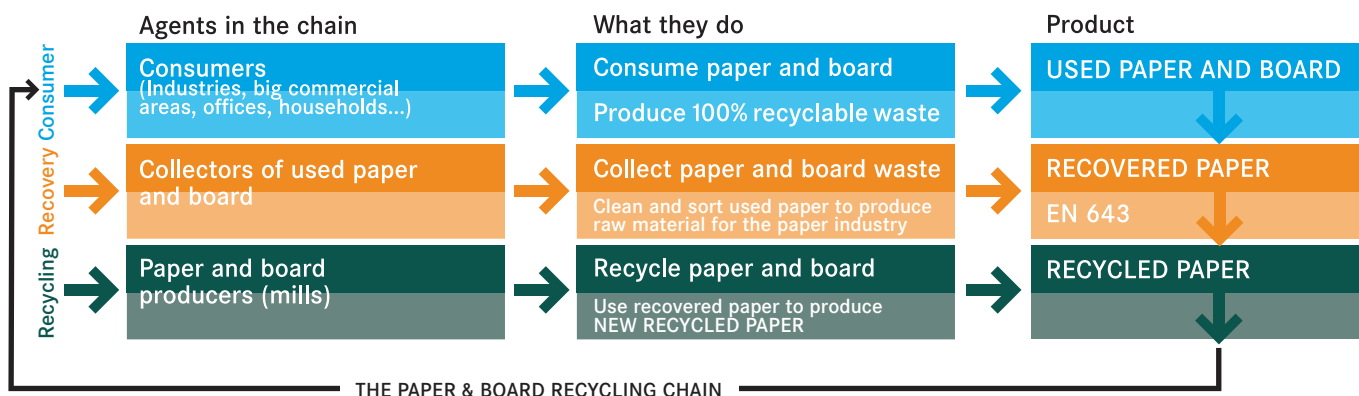 Agents in the chain
What they do
Product
Consumer
Consumers
(Industries, big commercial
areas, offices, households...)
Consume paper and board
Produce 100% recyclable waste
USED PAPER AND BOARD
Recovery
Collectors of used paper
and board
Collect paper and board waste
Clean and sort used paper to produce
raw material for the paper industry
RECOVERED PAPER
EN 643
Recycling
Paper and board
producers (mills)
Recycle paper and board
Use recovered paper to produce
NEW RECYCLED PAPER
RECYCLED PAPER
THE PAPER & BOARD RECYCLING CHAIN